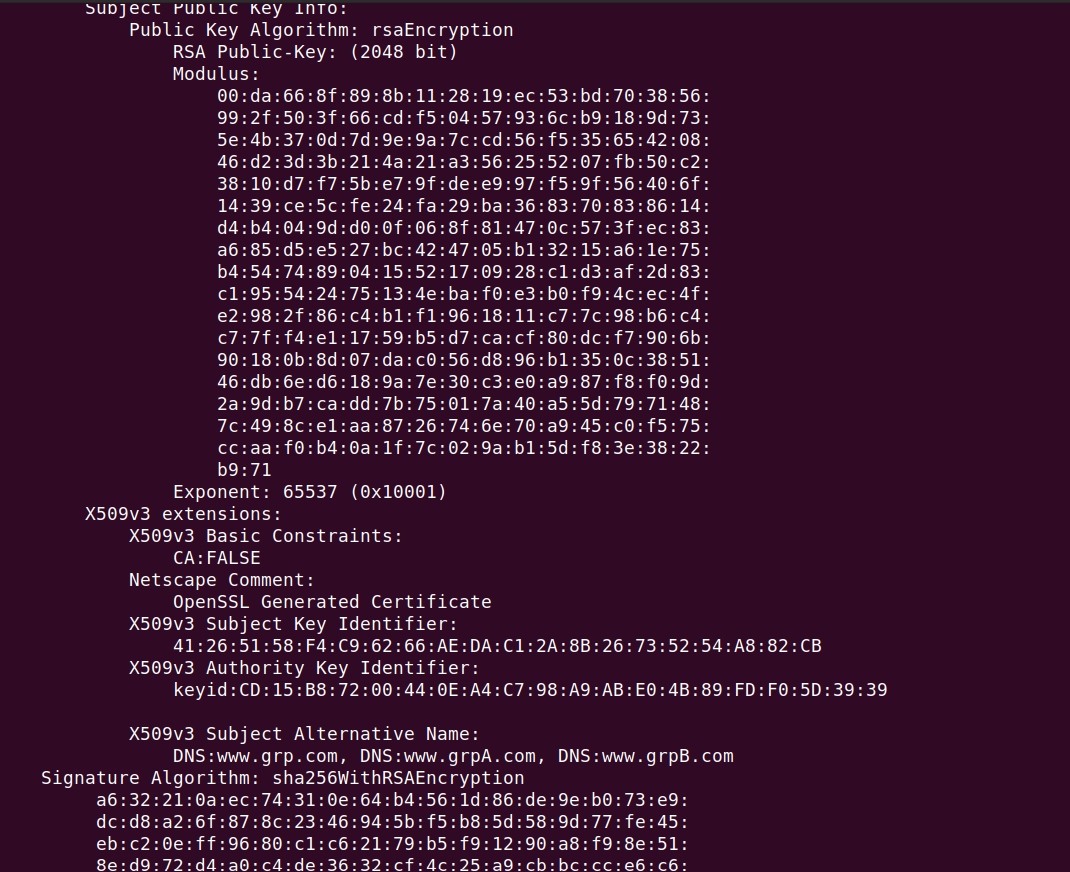 Subject Public Key Info:
Public Key Algorithm: rsaEncryption
RSA Public-Key: (2048 bit)
Modulus:
00:da:66:8f:89:8b:11:28:19:ec:53:bd:70:38:56:
99:2f:50:3f:66:cd:f5:04:57:93:6c:b9:18:9d:73:
5e:4b:37:0d:7d:9e:9a:7c:cd:56:f5:35:65:42:08:
46:d2:3d:3b:21:4a:21:a3:56:25:52:07:fb:50:c2:
38:10:d7:f7:5b:e7:9f:de:e9:97:f5:9f:56:40:6f:
14:39:ce:5c:fe:24:fa:29:ba:36:83:70:83:86:14:
d4:b4:04:9d:d0:0f:06:8f:81:47:0c:57:3f:ec:83:
a6:85:d5:e5:27:bc:42:47:05:b1:32:15:a6:1e:75:
b4:54:74:89:04:15:52:17:09:28:c1:d3:af:2d:83:
c1:95:54:24:75:13:4e:ba:f0:e3:b0:f9:4c:ec:4f:
e2:98:2f:86:c4:b1:f1:96:18:11:c7:7c:98:b6:c4:
c7:7f:f4:e1:17:59:b5:d7:ca:cf:80:dc:f7:90:6b:
90:18:0b:8d:07:da:c0:56:d8:96:b1:35:0c:38:51:
46:db:6e:d6:18:9a:7e:30:c3:e0:a9:87:f8:f0:9d:
2a:9d:b7:ca:dd:7b:75:01:7a:40:a5:5d:79:71:48:
7c:49:8c:e1:aa:87:26:74:6e:70:a9:45:c0:f5:75:
cc:aa:f0:b4:0a:1f:7c:02:9a:b1:5d:f8:3e:38:22:
b9:71
Exponent: 65537 (0x10001)
X509v3 extensions:
X509v3 Basic Constraints:
CA:FALSE
Netscape Comment:
OpenSSL Generated Certificate
X509v3 Subject Key Identifier:
41:26:51:58:F4:C9:62:66:AE:DA:C1:2A:8B:26:73:52:54:A8:82:CB
X509v3 Authority Key Identifier:
keyid:CD:15:B8:72:00:44:0E:A4:C7:98:A9:AB:E0:4B:89:FD:F0:5D:39:39
X509v3 Subject Alternative Name:
DNS:www.grp.com, DNS:www.grpA.com, DNS:www.grpB.com
Signature Algorithm: sha256WithRSAEncryption
a6:32:21:0a:ec:74:31:0e:64:b4:56:1d:86:de:9e:b0:73:e9:
dc:d8:a2:6f:87:8c:23:46:94:5b:f5:b8:5d:58:9d:77:fe:45:
eb:c2:0e:ff:96:80:c1:c6:21:79:b5:f9:12:90:a8:f9:8e:51:
8e:d9:72:d4:a0:c4:de:36:32:cf:4c:25:a9:cb:bc:cc:e6:c6: